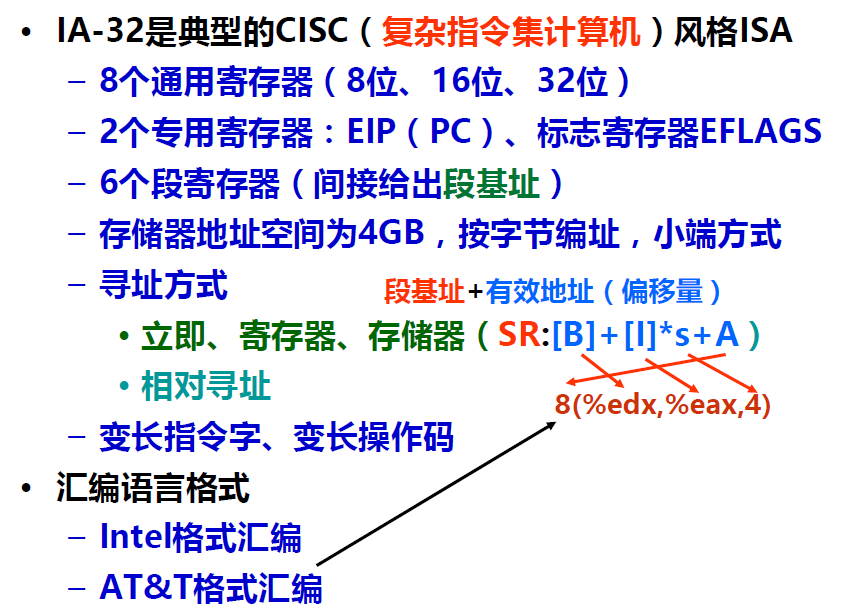 • IA-32是典型的CISC（复杂指令集计算机）风格ISA
– 8个通用寄存器（8位、16位、32位）
– 2个专用寄存器：EIP（PC）、标志寄存器EFLAGS
– 6个段寄存器（间接给出段基址）
– 存储器地址空间为4GB，按字节编址，小端方式
– 寻址方式
段基址+有效地址（偏移量）
• 立即、寄存器、存储器（SR:[B]+[I]*s+A ）
• 相对寻址
8(%edx,%eax,4)
– 变长指令字、变长操作码
• 汇编语言格式
– Intel格式汇编
– AT&T格式汇编